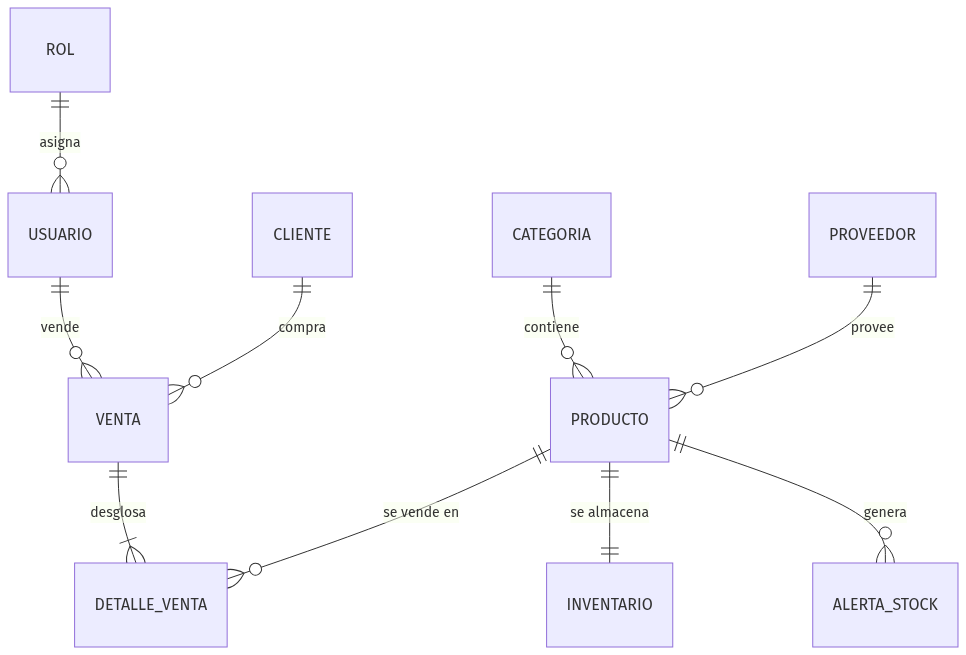 ROL
asigna
USUARIO
CLIENTE
CATEGORIA
PROVEEDOR
vende
compra
contiene
provee
VENTA
PRODUCTO
desglosa
se vende en
se almacena
genera
DETALLE_VENTA
INVENTARIO
ALERTA_STOCK